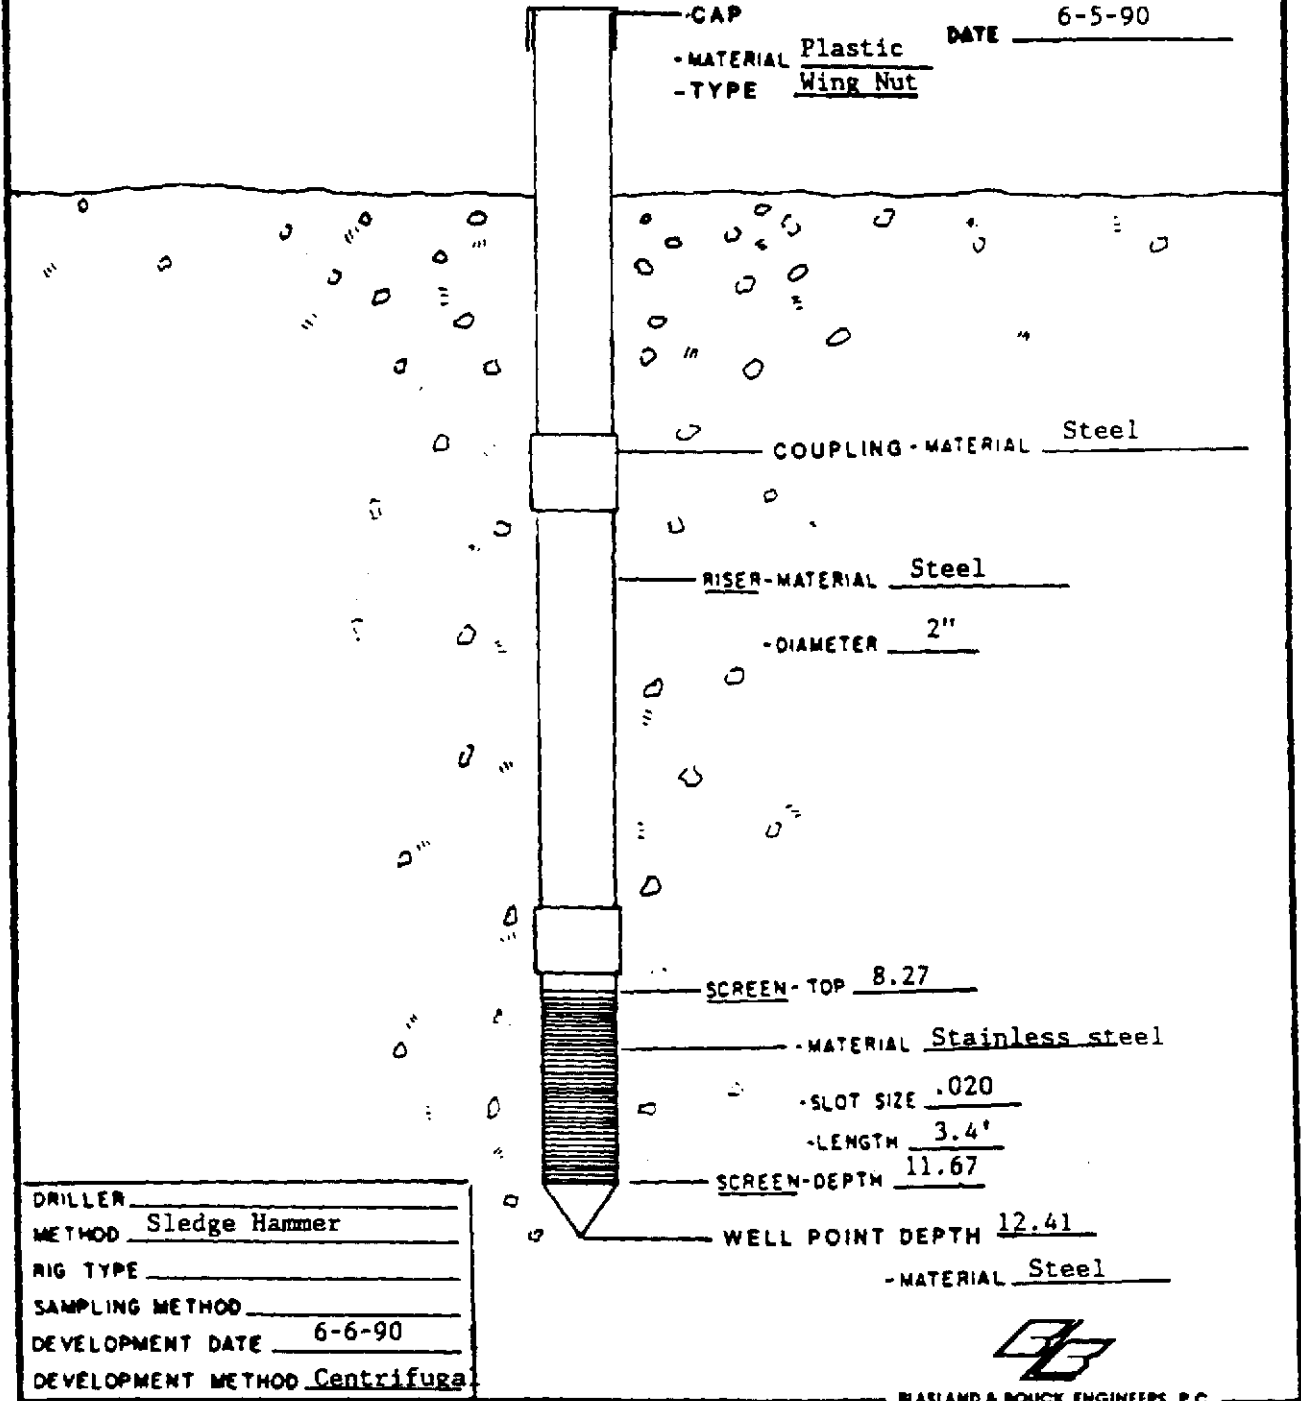 CAP
DATE 6-5-90
-MATERIAL Plastic
-TYPE Wing Nut
COUPLING-MATERIAL Steel
RISER-MATERIAL Steel
-DIAMETER 2"
SCREEN-TOP 8.27
-MATERIAL Stainless steel
-SLOT SIZE .020
-LENGTH 3.4'
SCREEN-DEPTH 11.67
WELL POINT DEPTH 12.41
-MATERIAL Steel
DRILLER
METHOD Sledge Hammer
RIG TYPE
SAMPLING METHOD
DEVELOPMENT DATE 6-6-90
DEVELOPMENT METHOD Centrifugal
BLASLAND & BOUCK ENGINEERS, P.C.